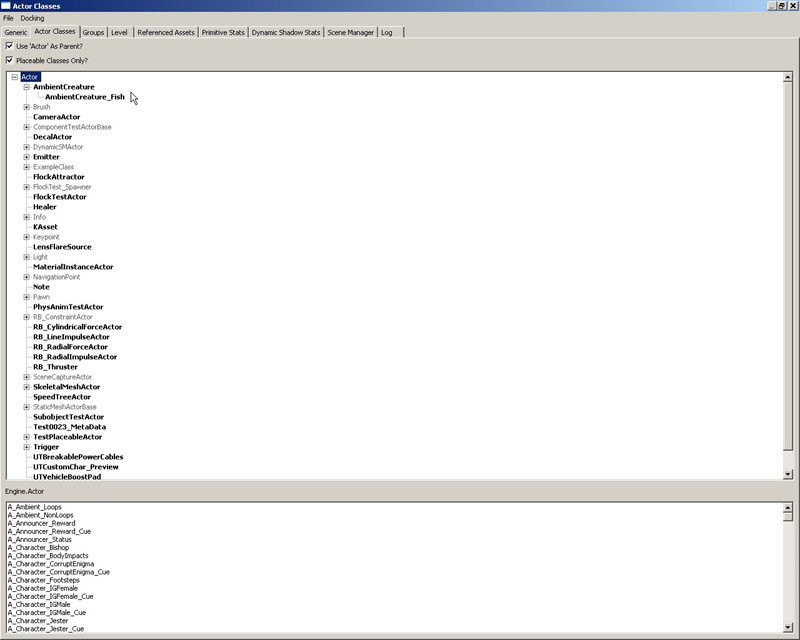 Actor Classes
File Docking
Generic Actor Classes Groups Level Referenced Assets Primitive Stats Dynamic Shadow Stats Scene Manager Log
Use 'Actor' As Parent?
Placeable Classes Only?
Actor
AmbientCreature
AmbientCreature_Fish
Brush
CameraActor
ComponentTestActorBase
DecalActor
DynamicSMActor
Emitter
ExampleClass
FlockAttractor
FlockTest_Spawner
FlockTestActor
Healer
Info
KAsset
Keypoint
LensFlareSource
Light
MaterialInstanceActor
NavigationPoint
Note
Pawn
PhysAnimTestActor
RB_ConstraintActor
RB_CylindricalForceActor
RB_LineImpulseActor
RB_RadialForceActor
RB_RadialImpulseActor
RB_Thruster
SceneCaptureActor
SkeletalMeshActor
SpeedTreeActor
StaticMeshActorBase
SubobjectTestActor
Test0023_MetaData
TestPlaceableActor
Trigger
UTBreakablePowerCables
UTCustomChar_Preview
UTVehicleBoostPad
Engine.Actor
A_Ambient_Loops
A_Ambient_NonLoops
A_Announcer_Reward
A_Announcer_Reward_Cue
A_Announcer_Status
A_Character_Bishop
A_Character_BodyImpacts
A_Character_CorruptEnigma
A_Character_CorruptEnigma_Cue
A_Character_Footsteps
A_Character_IGFemale
A_Character_IGFemale_Cue
A_Character_IGMale
A_Character_IGMale_Cue
A_Character_Jester
A_Character_Jester_Cue